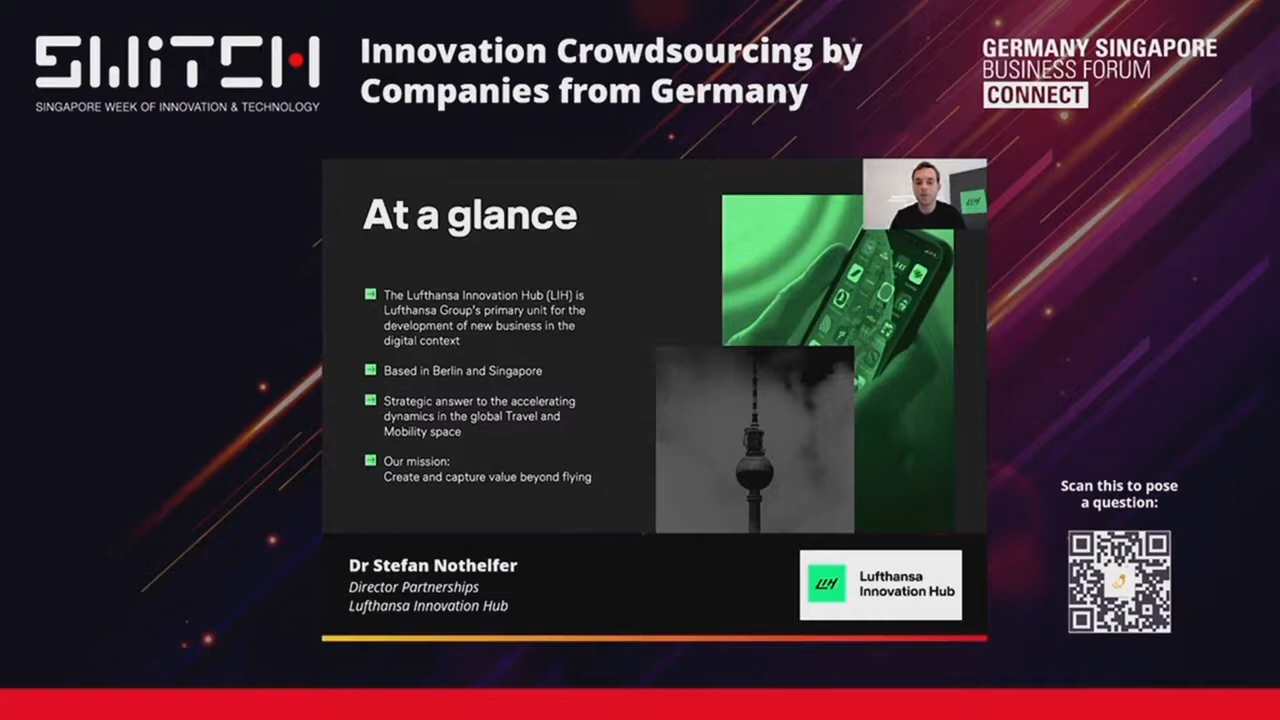 SWITCH
SINGAPORE WEEK OF INNOVATION & TECHNOLOGY
Innovation Crowdsourcing by
Companies from Germany
GERMANY SINGAPORE
BUSINESS FORUM
CONNECT
At a glance
The Lufthansa Innovation Hub (LIH) is
Lufthansa Group's primary unit for the
development of new business in the
digital context
Based in Berlin and Singapore
Strategic answer to the accelerating
dynamics in the global Travel and
Mobility space
Our mission:
Create and capture value beyond flying
LIH
Dr Stefan Nothelfer
Director Partnerships
Lufthansa Innovation Hub
LIH
Lufthansa
Innovation Hub
Scan this to pose
a question: